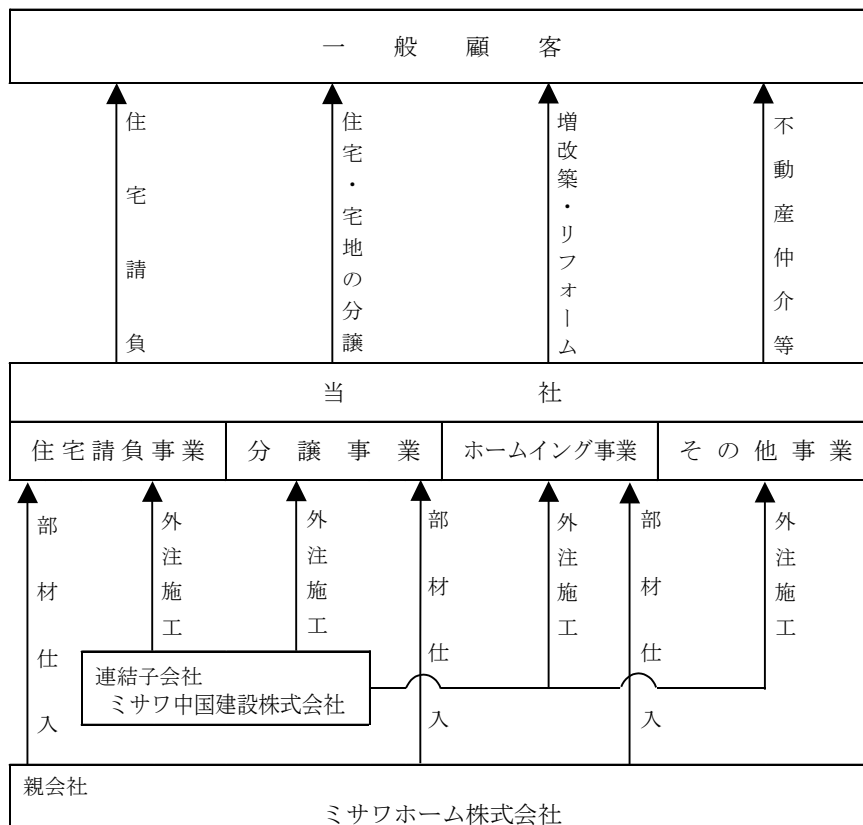 一般顧客
住宅請負
住宅・宅地の分譲
増改築・リフォーム
不動産仲介等
当社
住宅請負事業
分譲事業
ホームイング事業
その他事業
部材仕入
外注施工
外注施工
部材仕入
外注施工
部材仕入
外注施工
連結子会社
ミサワ中国建設株式会社
親会社
ミサワホーム株式会社